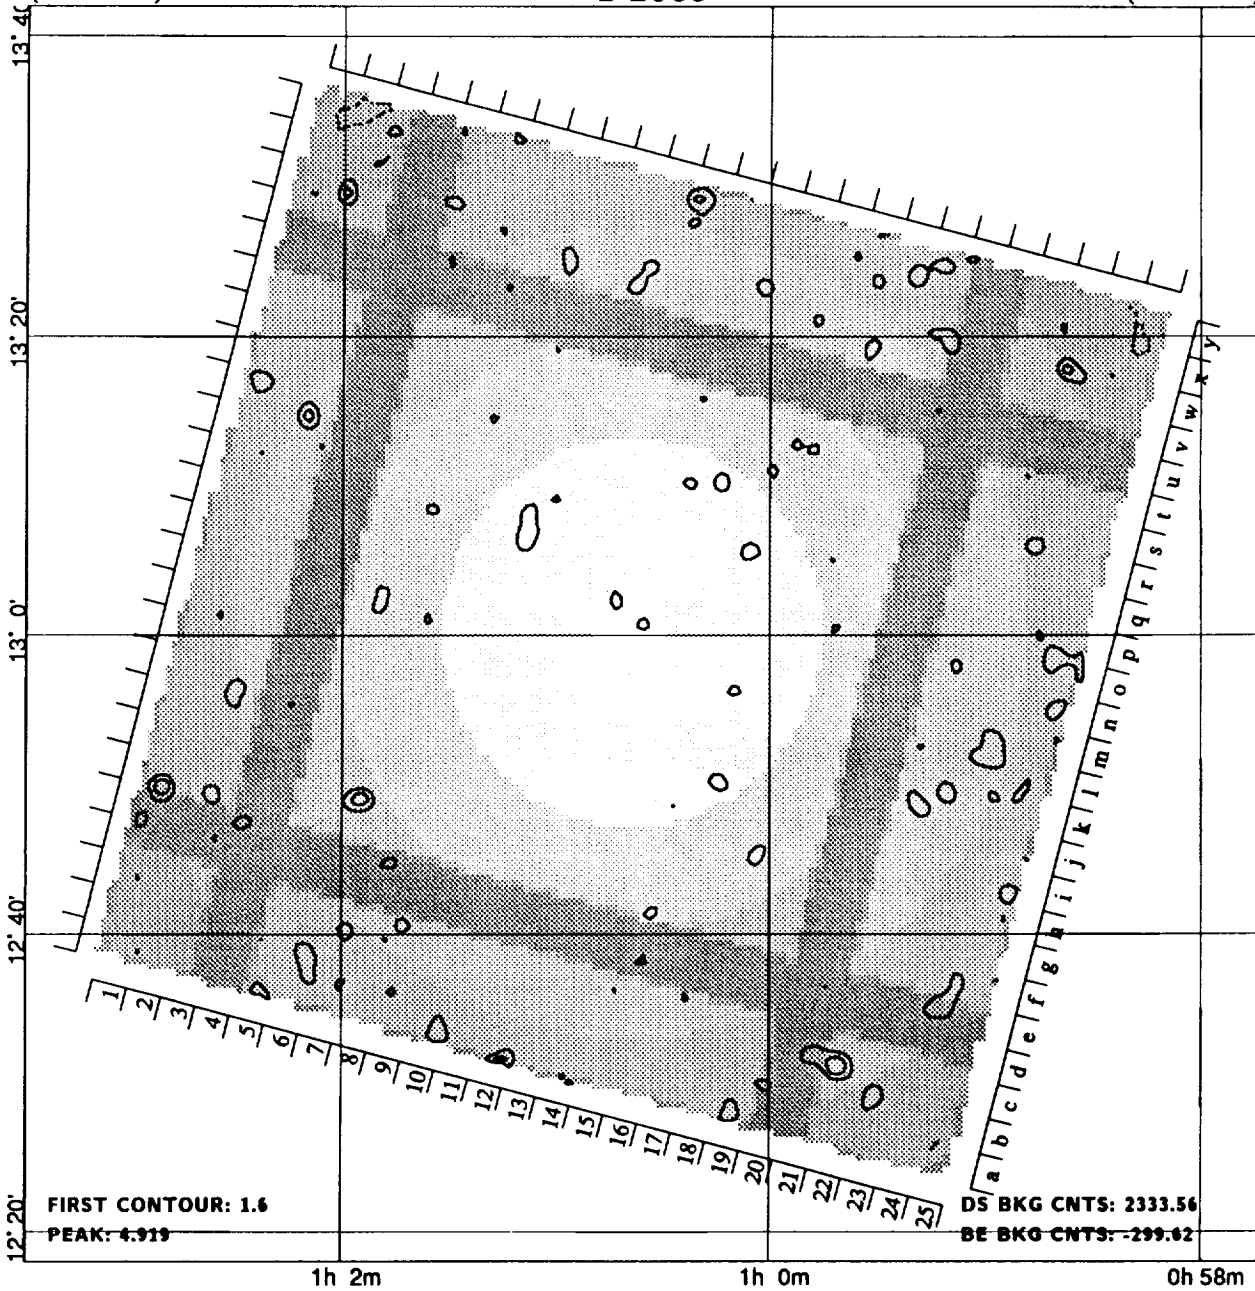 13° 20'
13° 0'
12° 40'
12° 20'
1h 2m
1h 0m
0h 58m
1 2 3 4 5 6 7 8 9 10 11 12 13 14 15 16 17 18 19 20 21 22 23 24 25
a b c d e f g h i j k l m n o p q r s t u v w x y
FIRST CONTOUR: 1.6
PEAK: 4.919
DS BKG CNTS: 2333.56
BE BKG CNTS: -299.62